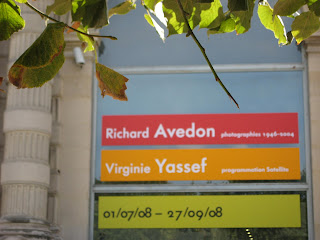 Richard Avedon photographies 1946-2004
Virginie Yassef programmation Satellite
01/07/08 – 27/09/08